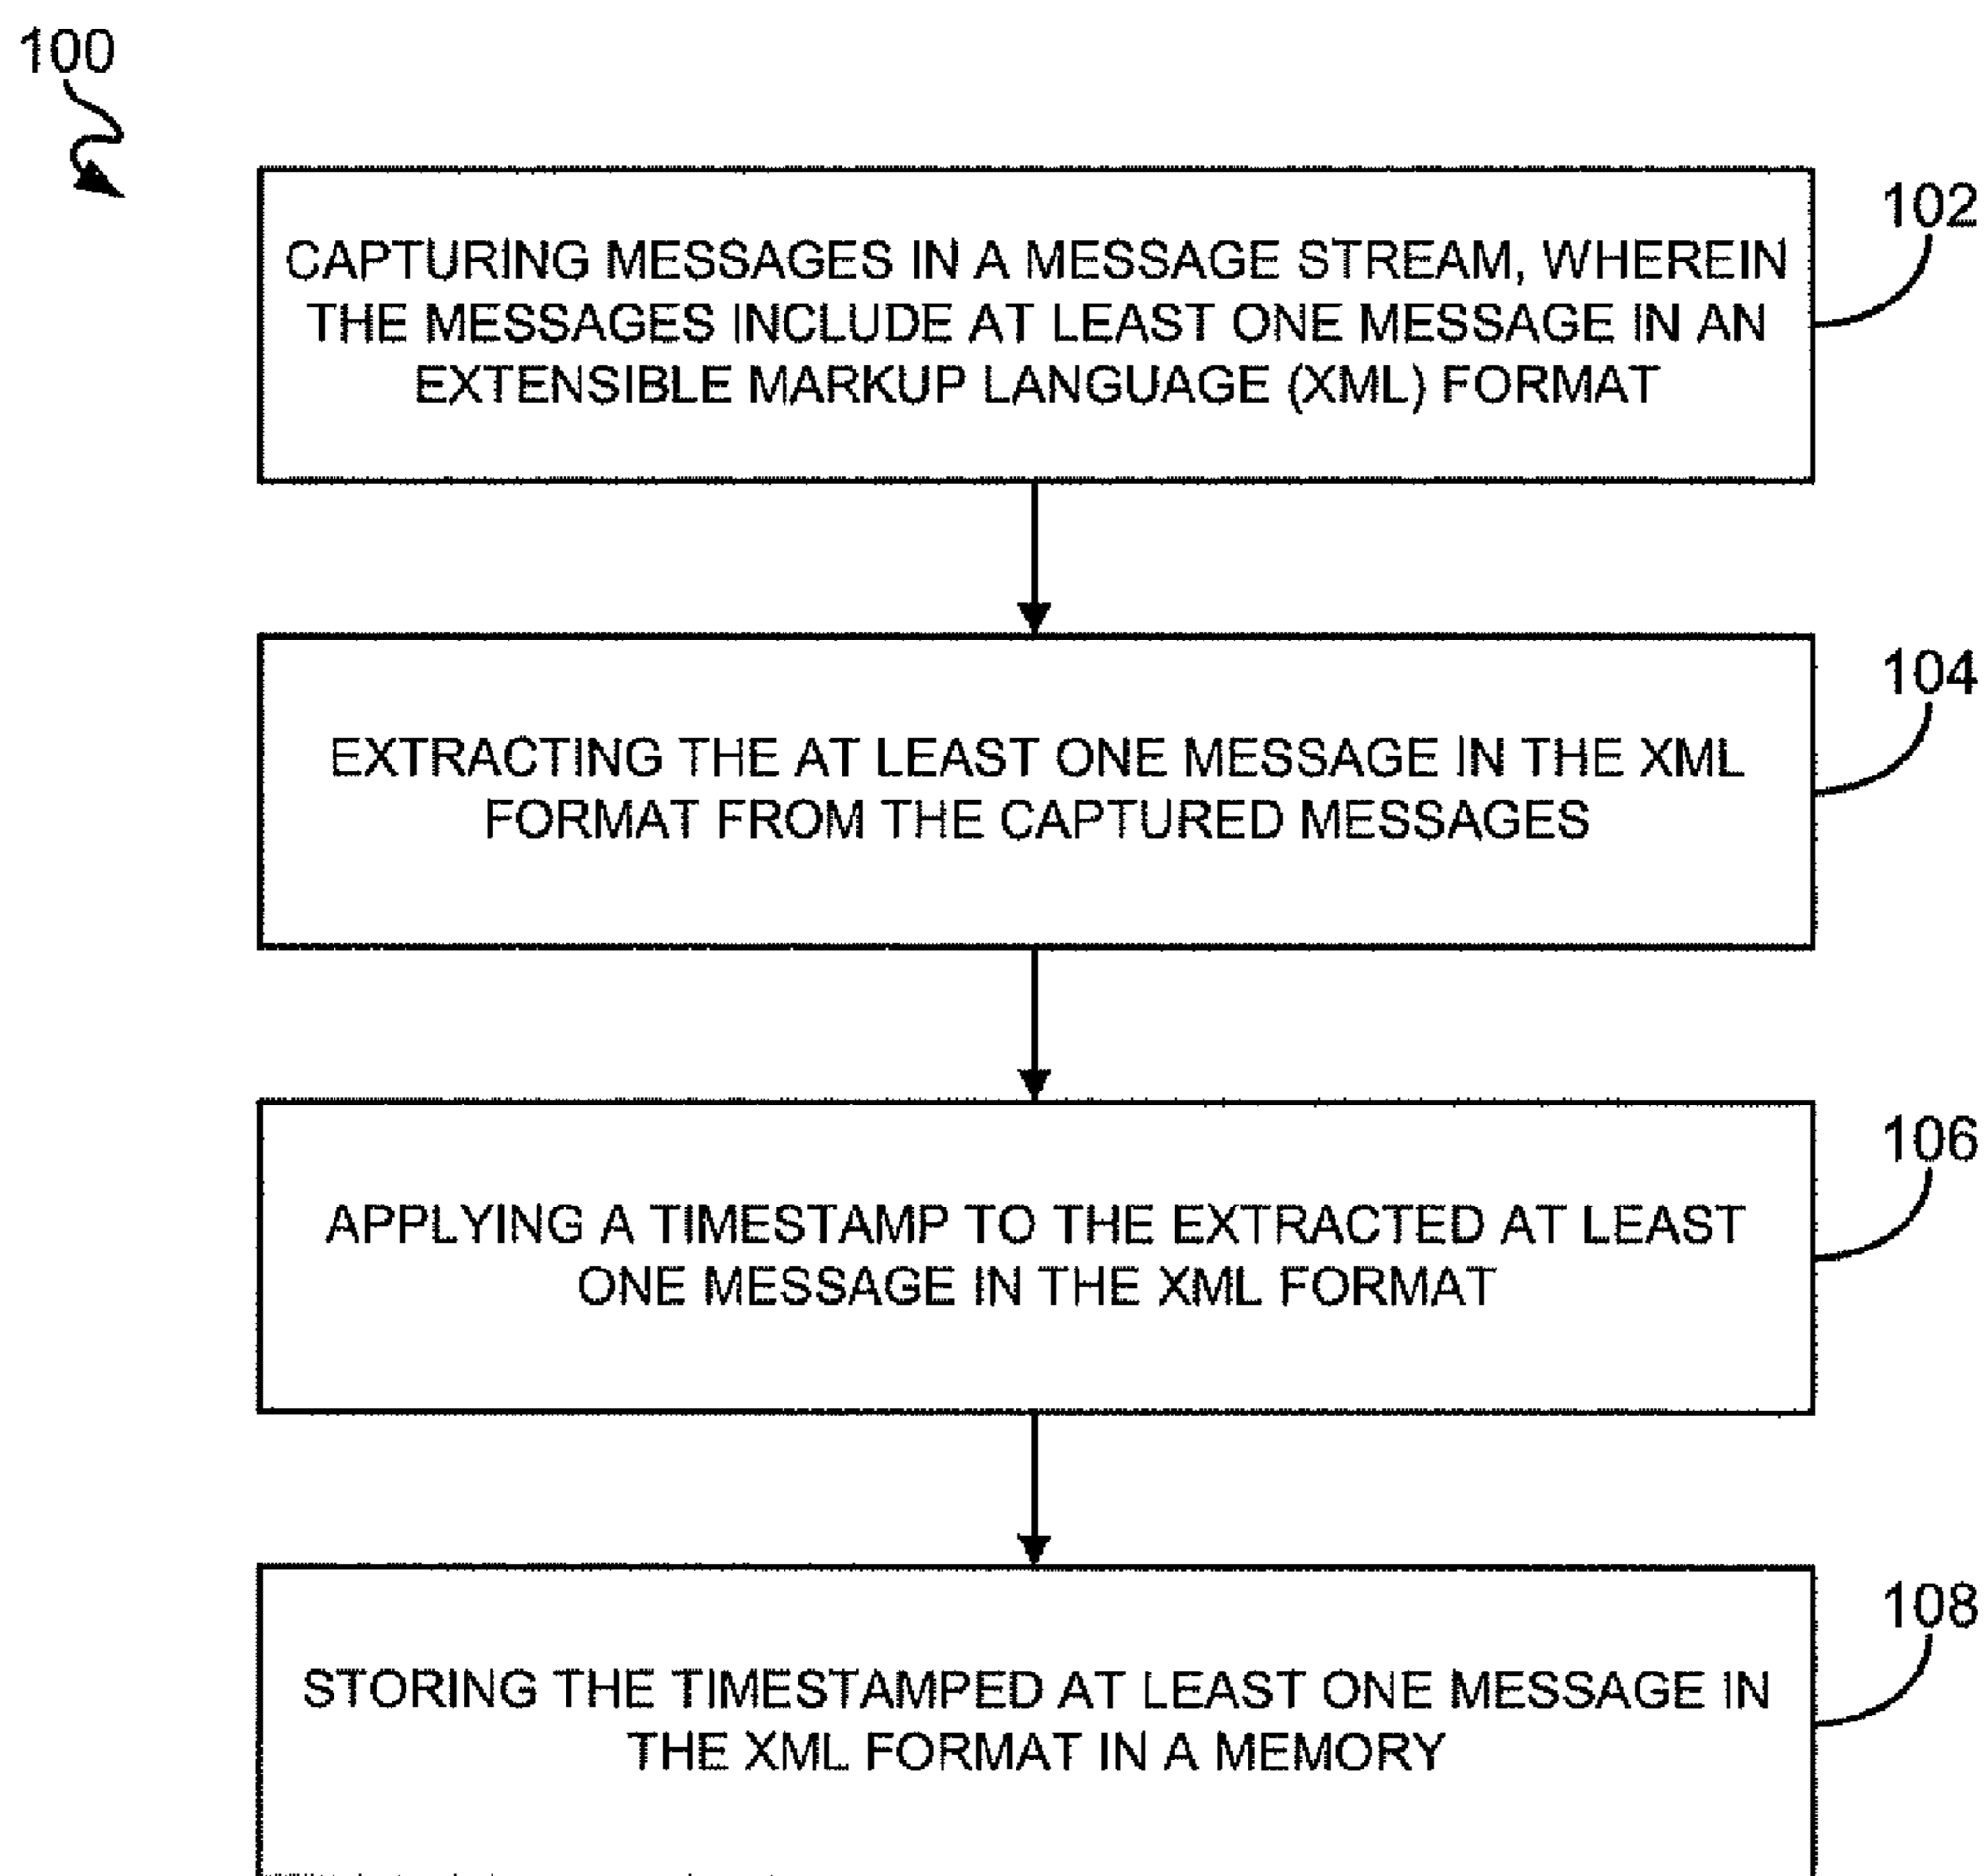 100
102
CAPTURING MESSAGES IN A MESSAGE STREAM, WHEREIN
THE MESSAGES INCLUDE AT LEAST ONE MESSAGE IN AN
EXTENSIBLE MARKUP LANGUAGE (XML) FORMAT
104
EXTRACTING THE AT LEAST ONE MESSAGE IN THE XML
FORMAT FROM THE CAPTURED MESSAGES
106
APPLYING A TIMESTAMP TO THE EXTRACTED AT LEAST
ONE MESSAGE IN THE XML FORMAT
108
STORING THE TIMESTAMPED AT LEAST ONE MESSAGE IN
THE XML FORMAT IN A MEMORY